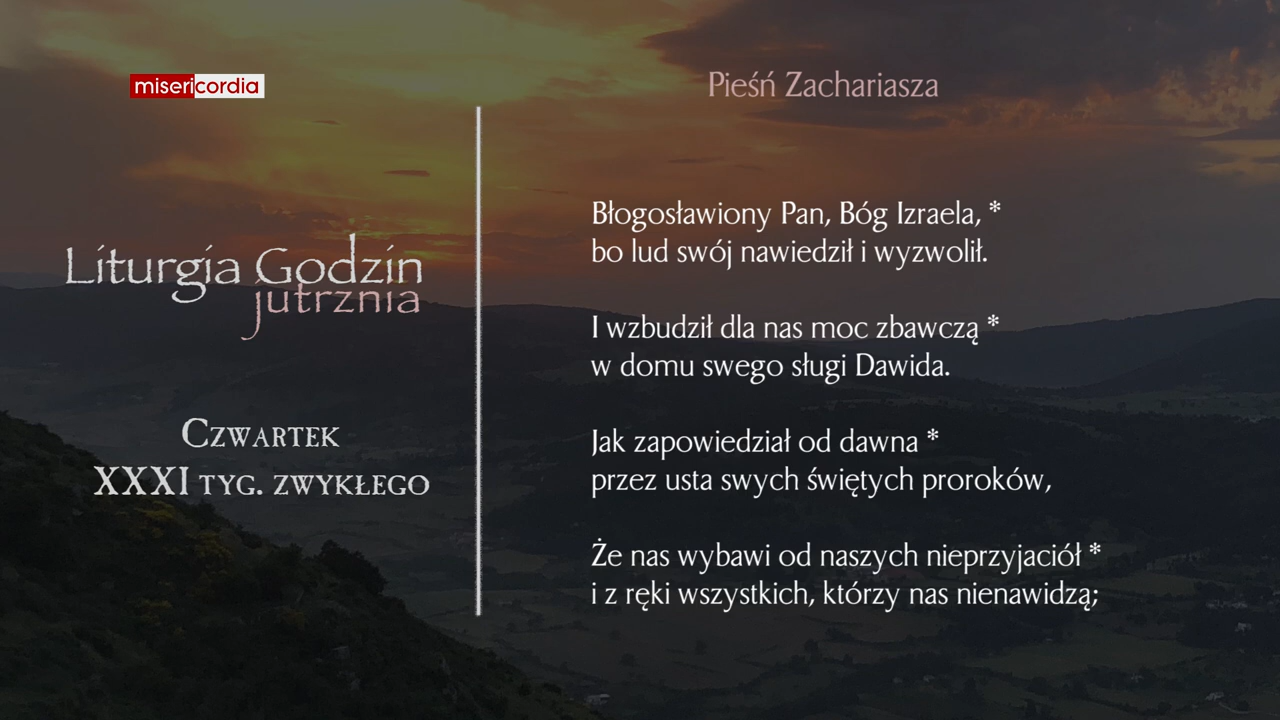 misericordia
Liturgia Godzin
jutrznia
Czwartek
XXXI tyg. zwykłego
Pieśń Zachariasza
Błogosławiony Pan, Bóg Izraela, *
bo lud swój nawiedził i wyzwolił.
I wzbudził dla nas moc zbawczą *
w domu swego sługi Dawida.
Jak zapowiedział od dawna *
przez usta swych świętych proroków,
Że nas wybawi od naszych nieprzyjaciół *
i z ręki wszystkich, którzy nas nienawidzą;